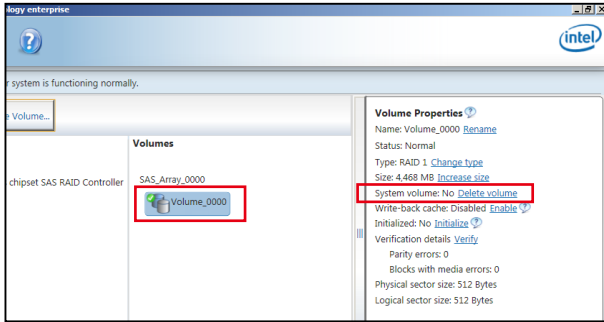 ology enterprise
intel
r system is functioning normally.
e Volume...
Volumes
chipset SAS RAID Controller
SAS_Array_0000
Volume_0000
Volume Properties
Name: Volume_0000 Rename
Status: Normal
Type: RAID 1 Change type
Size: 4,468 MB Increase size
System volume: No Delete volume
Write-back cache: Disabled Enable
Initialized: No Initialize
Verification details Verify
Parity errors: 0
Blocks with media errors: 0
Physical sector size: 512 Bytes
Logical sector size: 512 Bytes